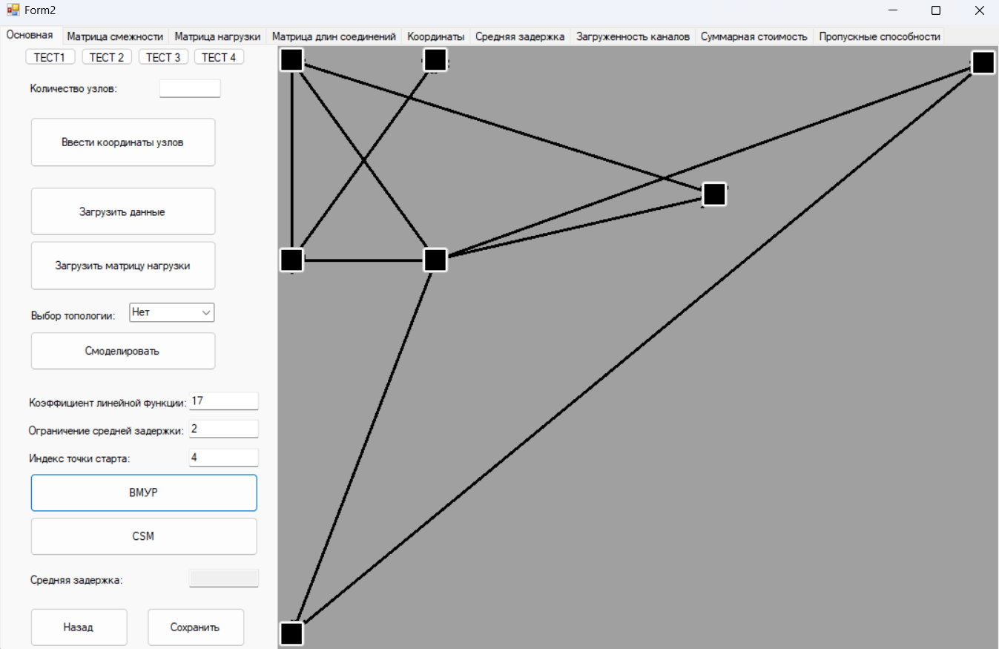 Form2
Основная Матрица смежности Матрица нагрузки Матрица длин соединений Координаты Средняя задержка Загруженность каналов Суммарная стоимость Пропускные способности
ТЕСТ1 ТЕСТ 2 ТЕСТ 3 ТЕСТ 4
Количество узлов:
Ввести координаты узлов
Загрузить данные
Загрузить матрицу нагрузки
Выбор топологии: Нет
Смоделировать
Коэффициент линейной функции: 17
Ограничение средней задержки: 2
Индекс точки старта: 4
ВМУР
CSM
Средняя задержка:
Назад Сохранить